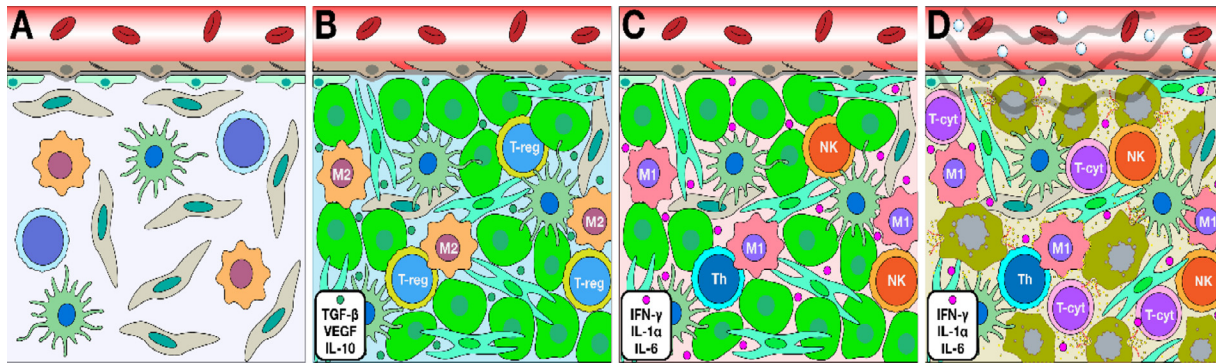 A
B
C
D
T-reg
M2
M2
M2
T-reg
T-reg
TGF-β
VEGF
IL-10
NK
M1
M1
M1
Th
NK
IFN-γ
IL-1α
IL-6
T-cyt
T-cyt
NK
M1
M1
M1
Th
NK
T-cyt
T-cyt
IFN-γ
IL-1α
IL-6